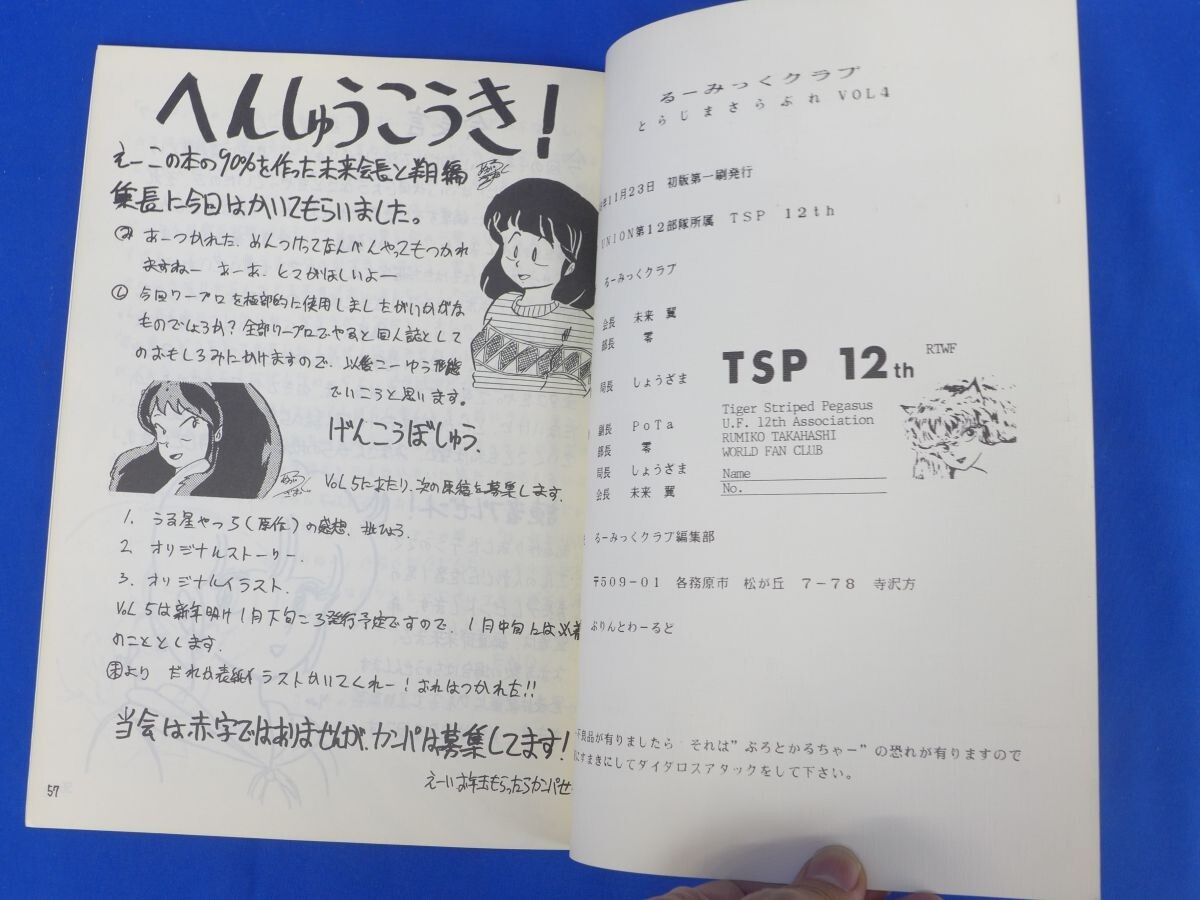 へんしゅうこうき!
えーこの本の90%を作った未来会長と翔編
集長に今回はかいてもらいました。
あーつかれた、めんつけってなんべんやってもつかれ
ますねー あーあ、とマがほしいよー
今回ワープロを極部的に使用しましたがいかがな
ものでしょうか?全部ワープロでやると同人誌として
のおもしろみにかけますので、以後こーゆう形態
でいこうと思います。
げんこうぼしゅう、
Vol 5にあたり、次の原稿を募集します、
1. うる星やつら(原作)の感想、批ひょう、
2. オリジナルストーリー、
3. オリジナルイラスト、
Vol 5は新年明け1月下旬ころ発行予定ですので、1月中旬には必着
のこととします。
より だれか表紙イラストかいてくれー!おれはつかれた!!
当会は赤字ではありませんが、カンパは募集してます!
えーいお年玉もらったらカンパせ
57
るーみっくクラブ
とらじまさらぶれ VOL4
年11月23日 初版第一刷発行
UNION第12部隊所属 TSP 12th
るーみっくクラブ
会長 未来 翼
部長 零
局長 しょうざま
副長 PoTa
部長 零
局長 しょうざま
会長 未来 翼
TSP 12th
RTWF
Tiger Striped Pegasus
U.F. 12th Association
RUMIKO TAKAHASHI
WORLD FAN CLUB
Name
No.
るーみっくクラブ編集部
〒509-01 各務原市 松が丘 7-78 寺沢方
ぷりんとわーるど
不良品が有りましたら それは"ぷろとかるちゃー"の恐れが有りますので
にすまきにしてダイダロスアタックをして下さい。